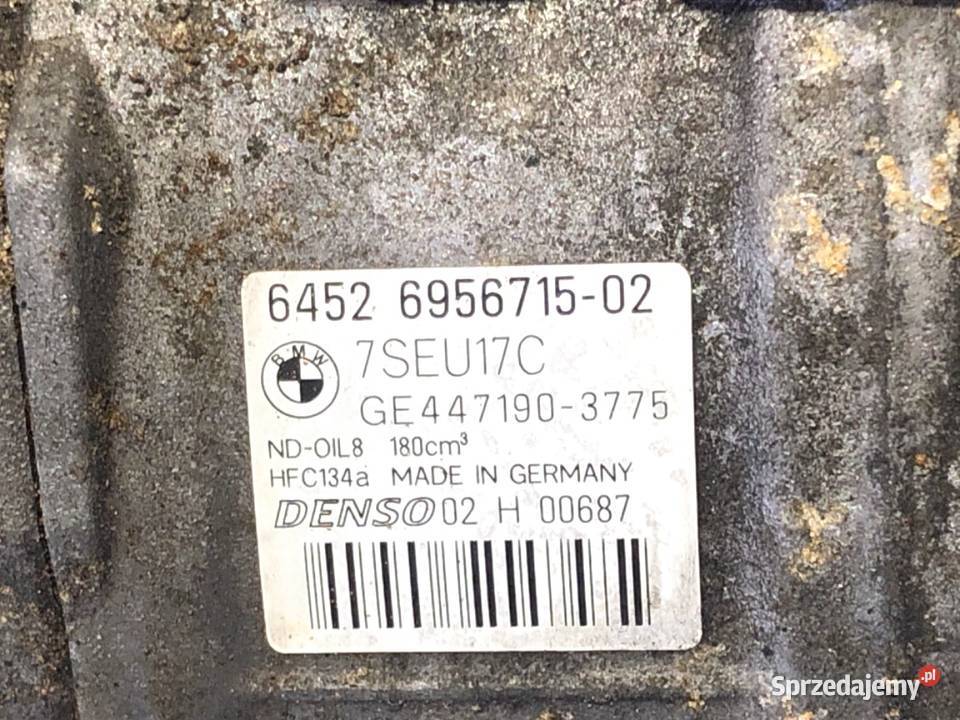 6452 6956715-02
BMW
7SEU17C
GE447190-3775
ND-OIL8 180cm³
HFC134a MADE IN GERMANY
DENSO 02 H 00687
Sprzedajemy.pl